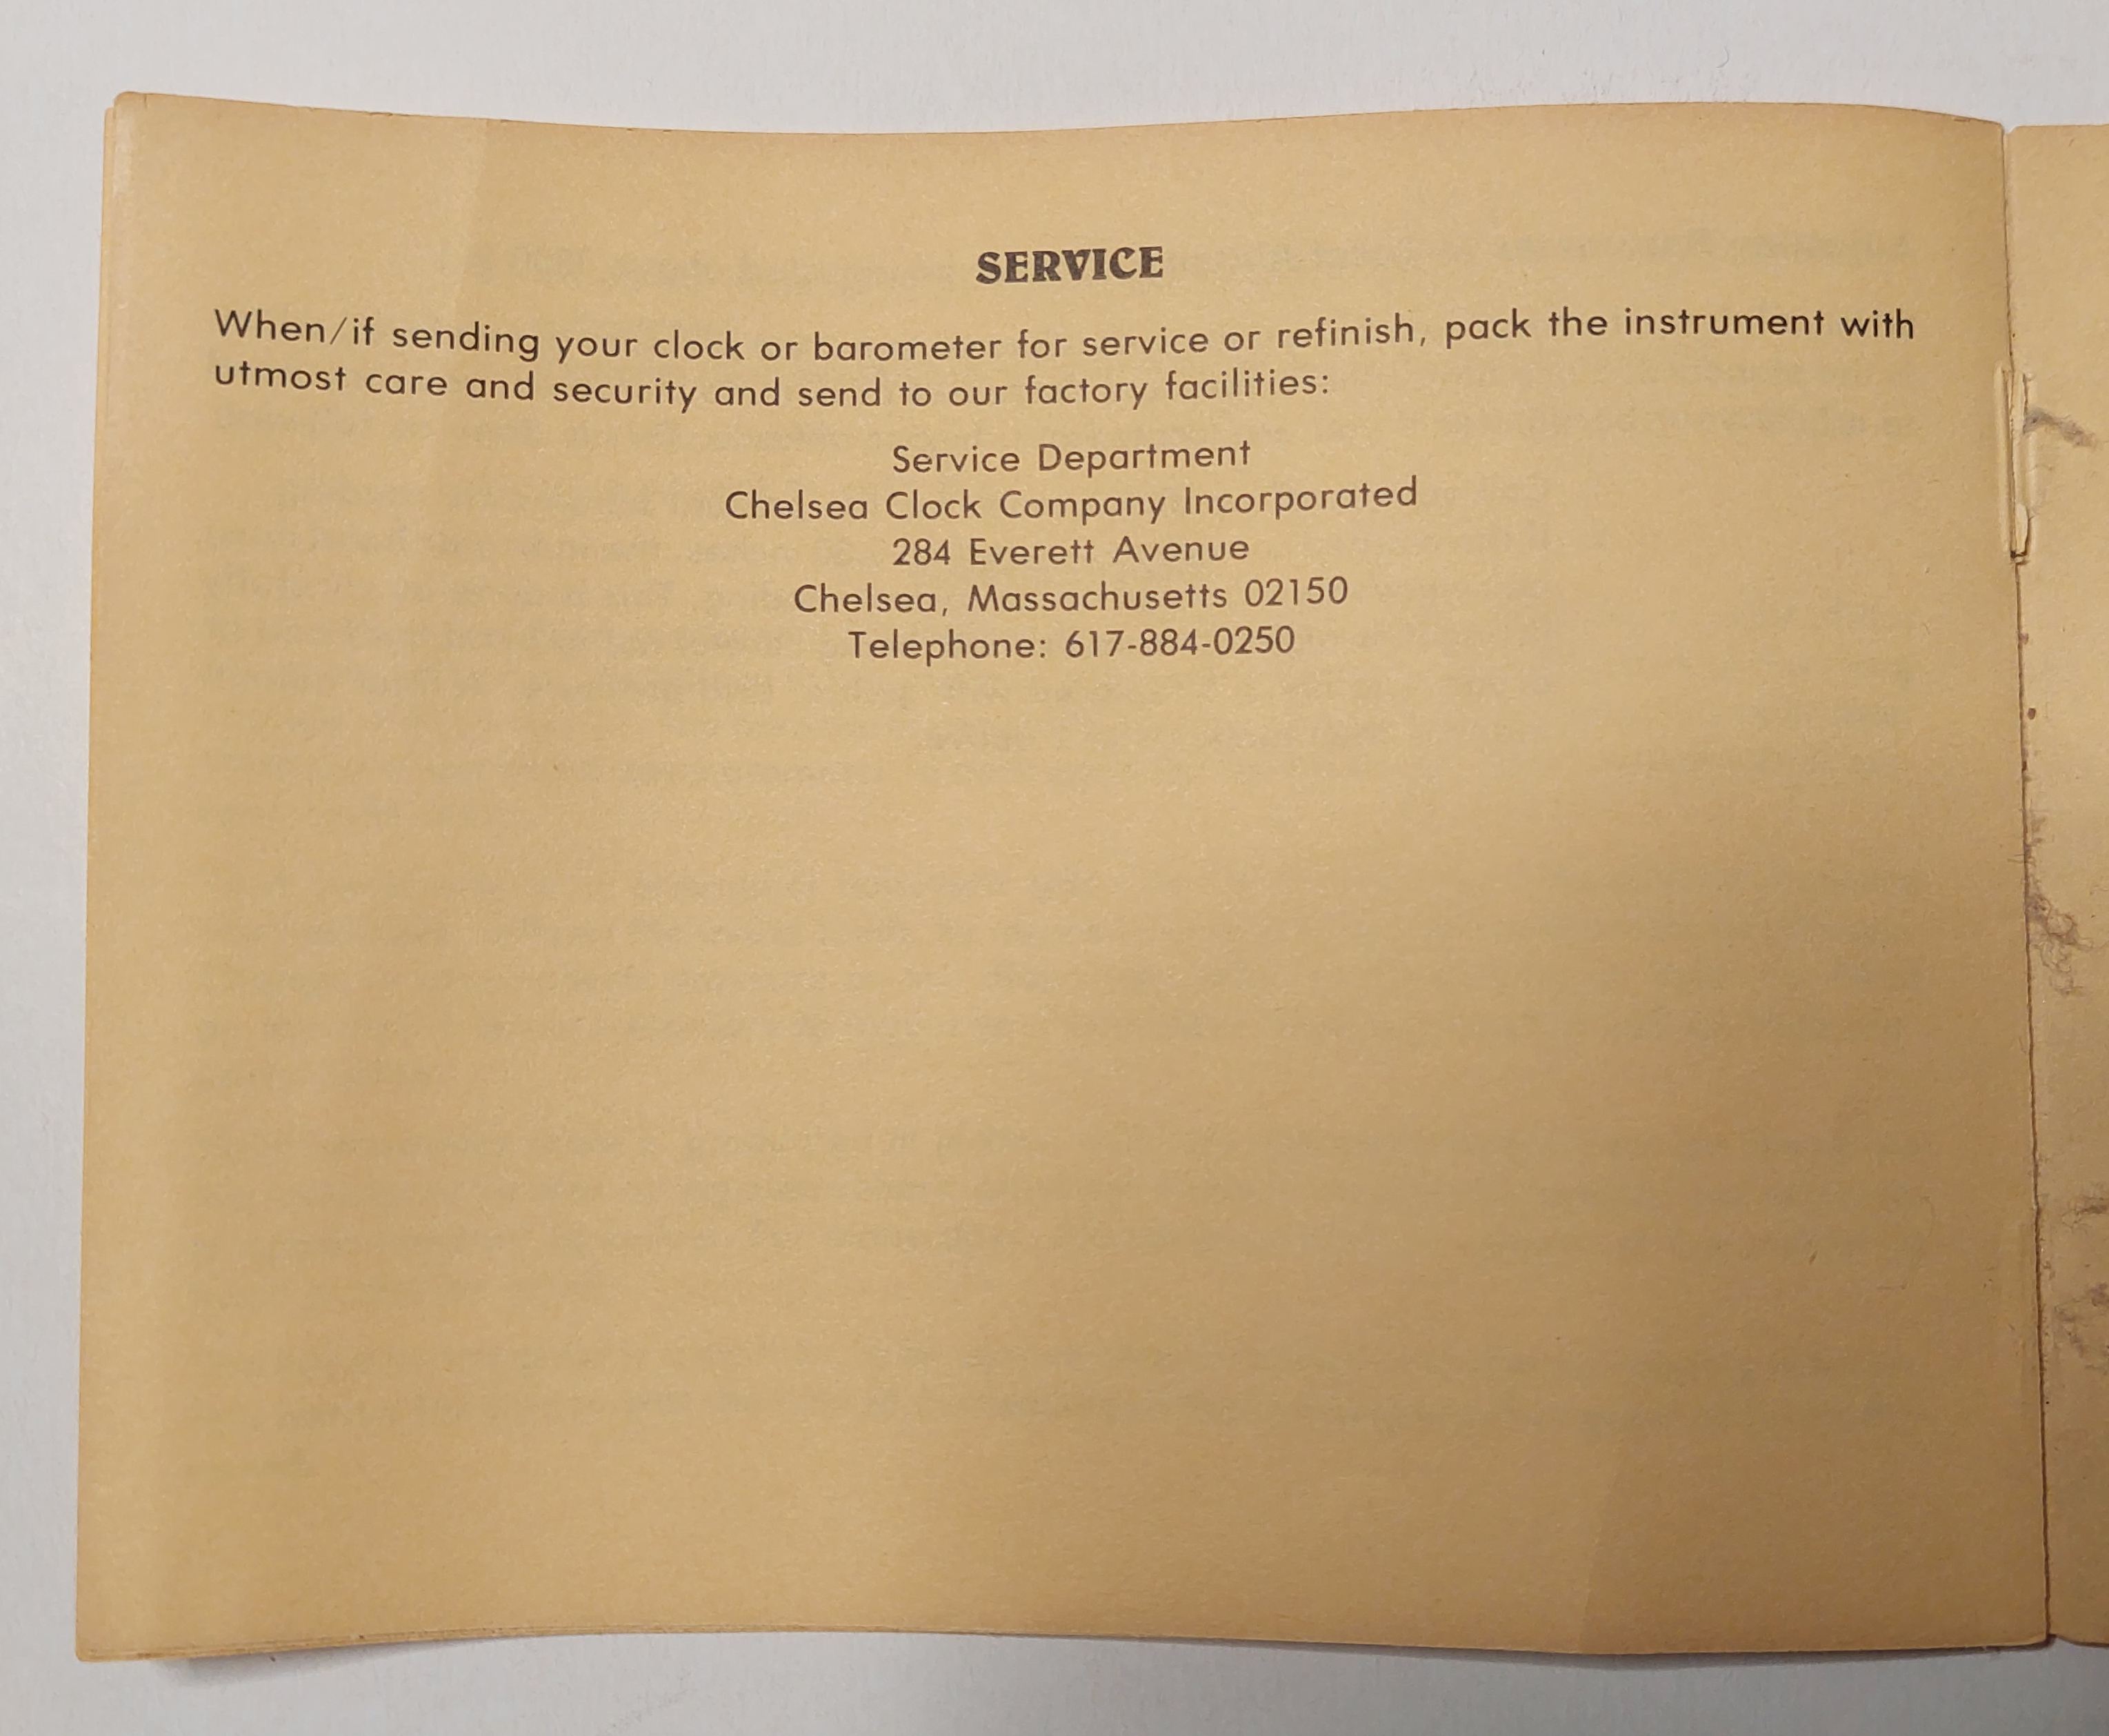 SERVICE
When/if sending your clock or barometer for service or refinish, pack the instrument with
utmost care and security and send to our factory facilities:
Service Department
Chelsea Clock Company Incorporated
284 Everett Avenue
Chelsea, Massachusetts 02150
Telephone: 617-884-0250